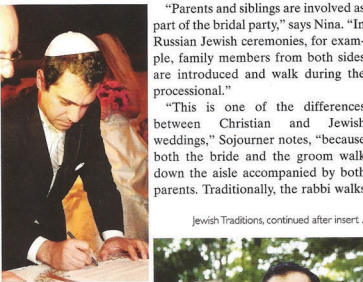 “Parents and siblings are involved as
part of the bridal party,” says Nina. “In
Russian Jewish ceremonies, for exam-
ple, family members from both sides
are introduced and walk during the
processional.”
“This is one of the differences
between Christian and Jewish
weddings,” Sojourner notes, “because
both the bride and the groom walk
down the aisle accompanied by both
parents. Traditionally, the rabbi walks
Jewish Traditions, continued after insert .